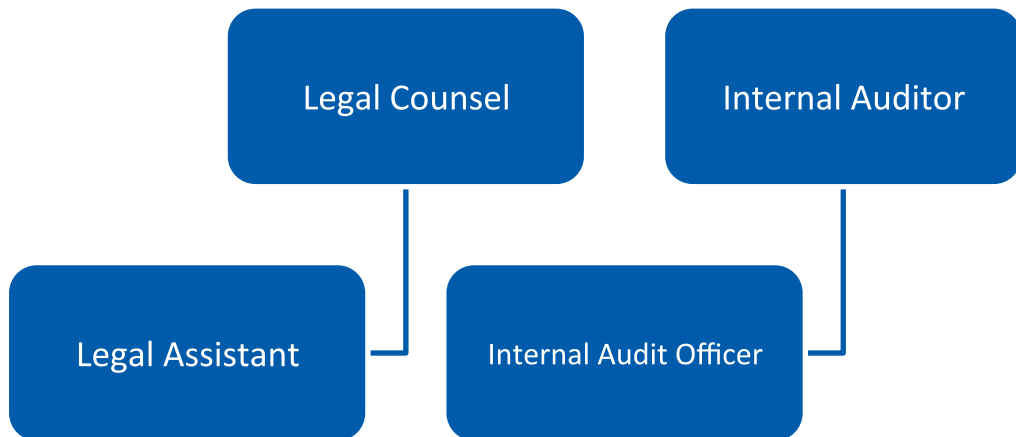 Legal Counsel
Internal Auditor
Legal Assistant
Internal Audit Officer